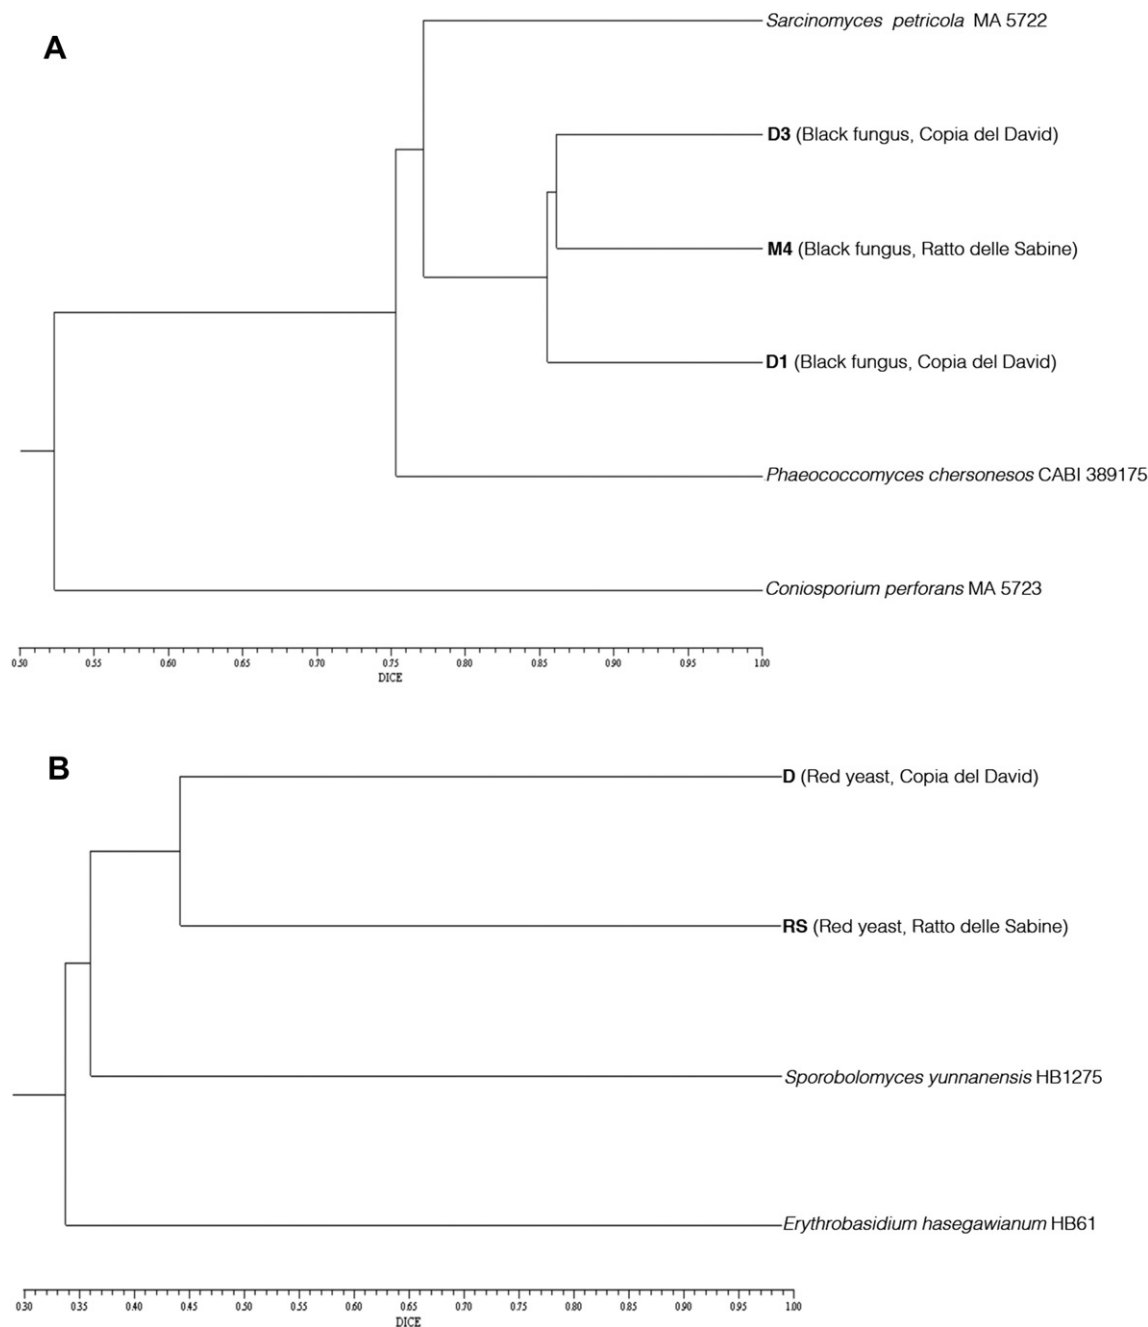 A
Sarcinomyces petricola MA 5722
D3 (Black fungus, Copia del David)
M4 (Black fungus, Ratto delle Sabine)
D1 (Black fungus, Copia del David)
Phaeococcomyces chersonesos CABI 389175
Coniosporium perforans MA 5723
0.50 0.55 0.60 0.65 0.70 0.75 0.80 0.85 0.90 0.95 1.00
DICE
B
D (Red yeast, Copia del David)
RS (Red yeast, Ratto delle Sabine)
Sporobolomyces yunnanensis HB1275
Erythrobasidium hasegawianum HB61
0.30 0.35 0.40 0.45 0.50 0.55 0.60 0.65 0.70 0.75 0.80 0.85 0.90 0.95 1.00
DICE